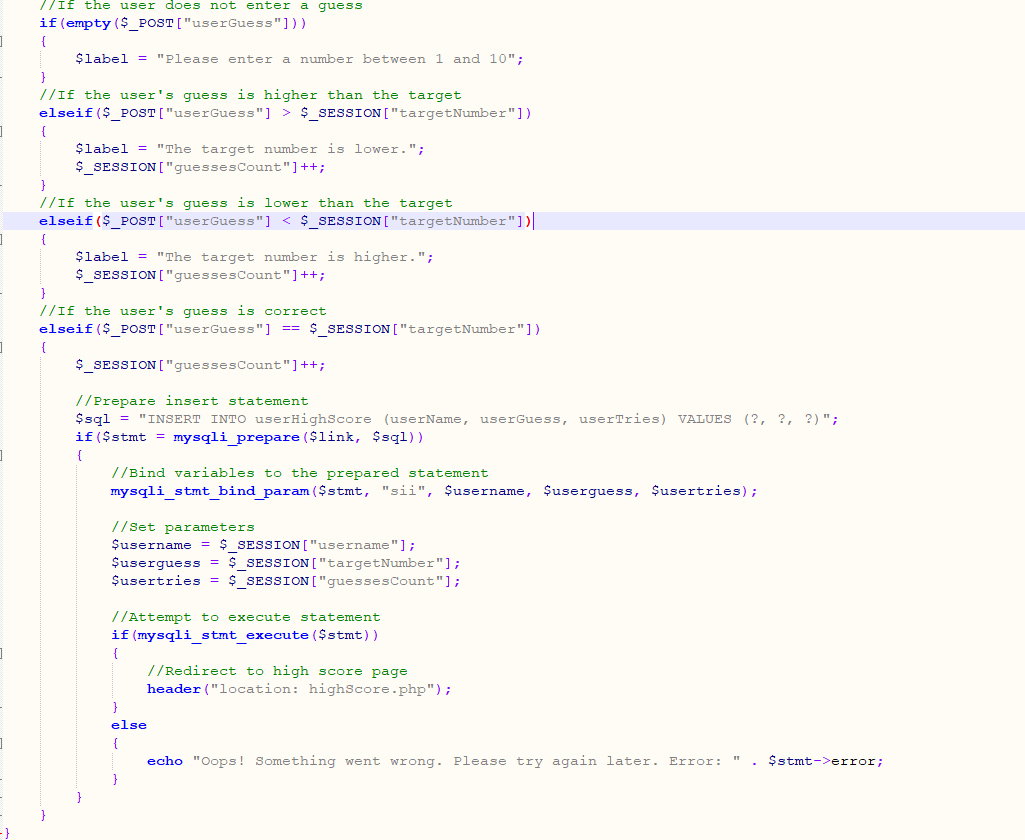 //If the user does not enter a guess
if(empty($_POST["userGuess"]))
{
$label = "Please enter a number between 1 and 10";
}
//If the user's guess is higher than the target
elseif($_POST["userGuess"] > $_SESSION["targetNumber"])
{
$label = "The target number is lower.";
$_SESSION["guessesCount"]++;
}
//If the user's guess is lower than the target
elseif($_POST["userGuess"] < $_SESSION["targetNumber"])
{
$label = "The target number is higher.";
$_SESSION["guessesCount"]++;
}
//If the user's guess is correct
elseif($_POST["userGuess"] == $_SESSION["targetNumber"])
{
$_SESSION["guessesCount"]++;
//Prepare insert statement
$sql = "INSERT INTO userHighScore (userName, userGuess, userTries) VALUES (?, ?, ?)";
if($stmt = mysqli_prepare($link, $sql))
{
//Bind variables to the prepared statement
mysqli_stmt_bind_param($stmt, "sii", $username, $userguess, $usertries);
//Set parameters
$username = $_SESSION["username"];
$userguess = $_SESSION["targetNumber"];
$usertries = $_SESSION["guessesCount"];
//Attempt to execute statement
if(mysqli_stmt_execute($stmt))
{
//Redirect to high score page
header("location: highScore.php");
}
else
{
echo "Oops! Something went wrong. Please try again later. Error: " . $stmt->error;
}
}
}
}